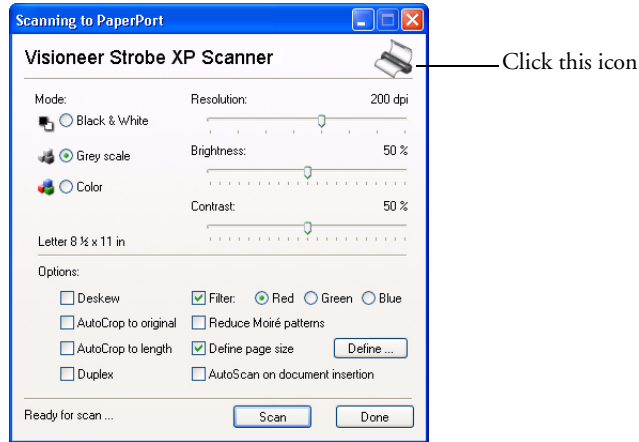 Scanning to PaperPort
Visioneer Strobe XP Scanner
Click this icon
Mode:
Resolution: 200 dpi
Black & White
Grey scale
Brightness: 50 %
Color
Contrast: 50 %
Letter 8 ½ x 11 in
Options:
Deskew Filter: Red Green Blue
AutoCrop to original Reduce Moiré patterns
AutoCrop to length Define page size Define ...
Duplex AutoScan on document insertion
Ready for scan ... Scan Done